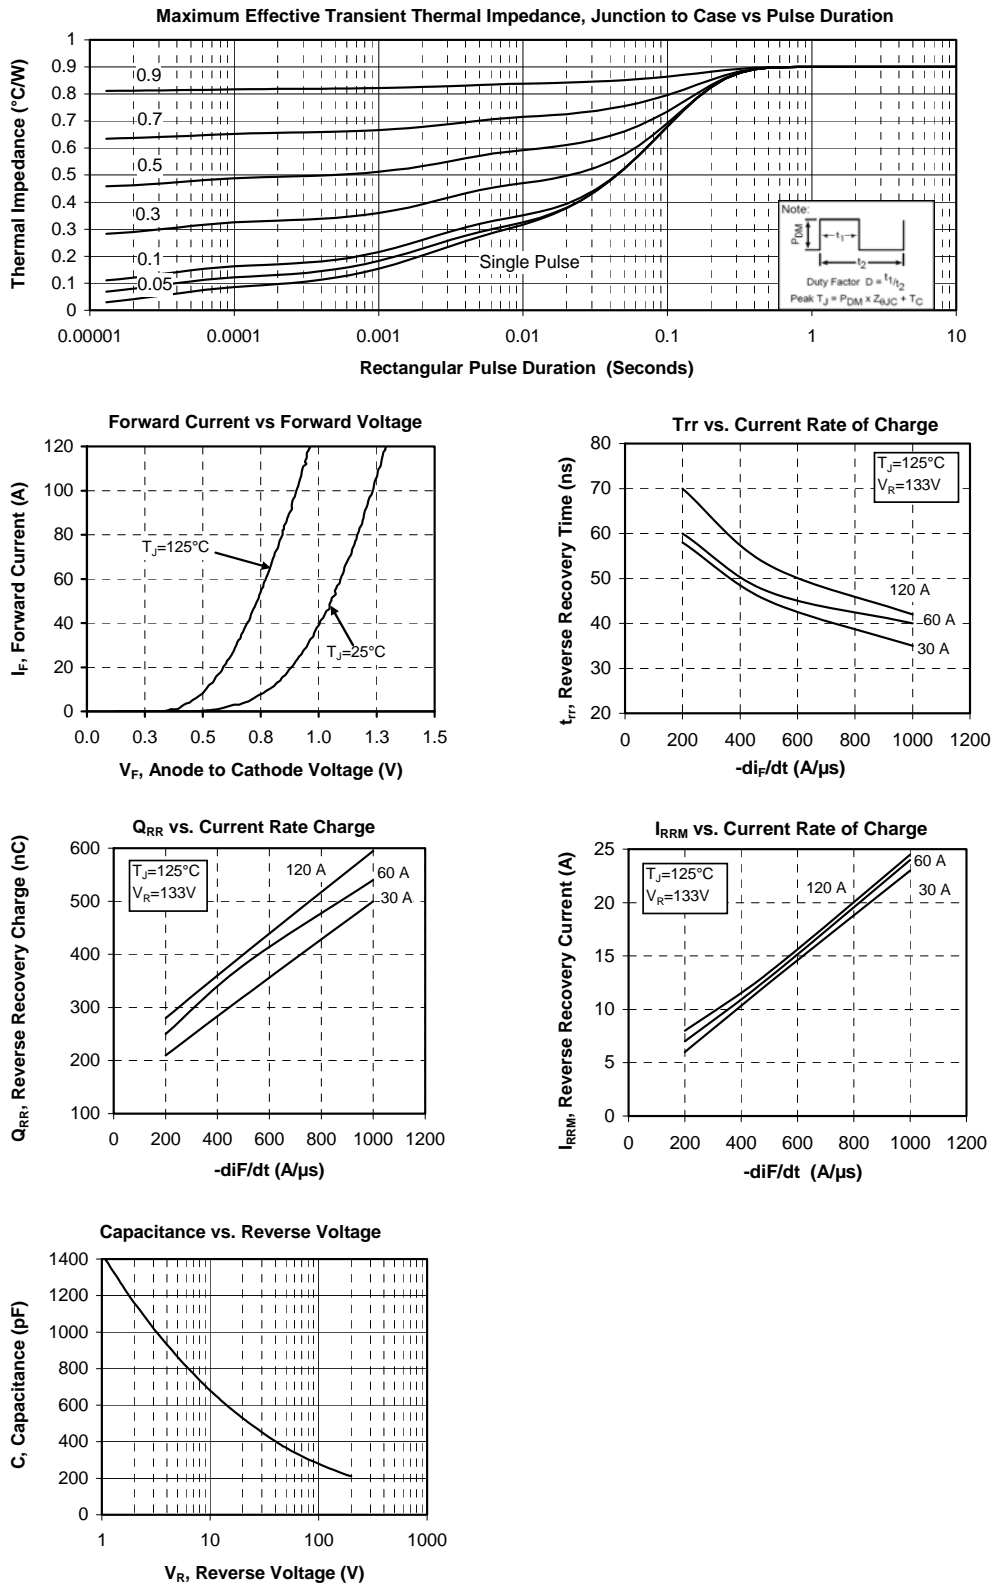 Maximum Effective Transient Thermal Impedance, Junction to Case vs Pulse Duration
Thermal Impedance (°C/W)
1
0.9
0.8
0.7
0.6
0.5
0.4
0.3
0.2
0.1
0
0.9
0.7
0.5
0.3
0.1
0.05
Single Pulse
Note:
PDM
t1
t2
Duty Factor D = t1/t2
Peak TJ = PDM x ZθJC + TC
0.00001 0.0001 0.001 0.01 0.1 1 10
Rectangular Pulse Duration (Seconds)
Forward Current vs Forward Voltage
IF, Forward Current (A)
120
100
80
60
40
20
0
TJ=125°C
TJ=25°C
0.0 0.3 0.5 0.8 1.0 1.3 1.5
VF, Anode to Cathode Voltage (V)
Trr vs. Current Rate of Charge
trr, Reverse Recovery Time (ns)
80
70
60
50
40
30
20
TJ=125°C
VR=133V
120 A
60 A
30 A
0 200 400 600 800 1000 1200
-diF/dt (A/µs)
QRR vs. Current Rate Charge
QRR, Reverse Recovery Charge (nC)
600
500
400
300
200
100
TJ=125°C
VR=133V
120 A
60 A
30 A
0 200 400 600 800 1000 1200
-diF/dt (A/µs)
IRRM vs. Current Rate of Charge
IRRM, Reverse Recovery Current (A)
25
20
15
10
5
0
TJ=125°C
VR=133V
120 A
60 A
30 A
0 200 400 600 800 1000 1200
-diF/dt (A/µs)
Capacitance vs. Reverse Voltage
C, Capacitance (pF)
1400
1200
1000
800
600
400
200
0
1 10 100 1000
VR, Reverse Voltage (V)